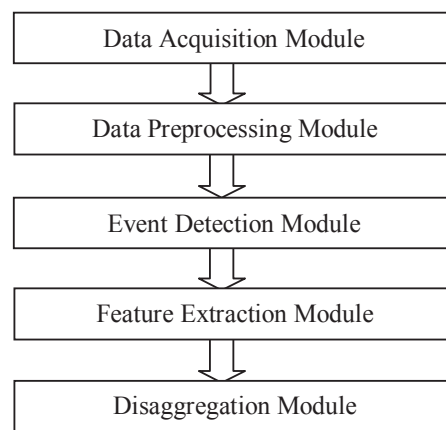 Data Acquisition Module
Data Preprocessing Module
Event Detection Module
Feature Extraction Module
Disaggregation Module